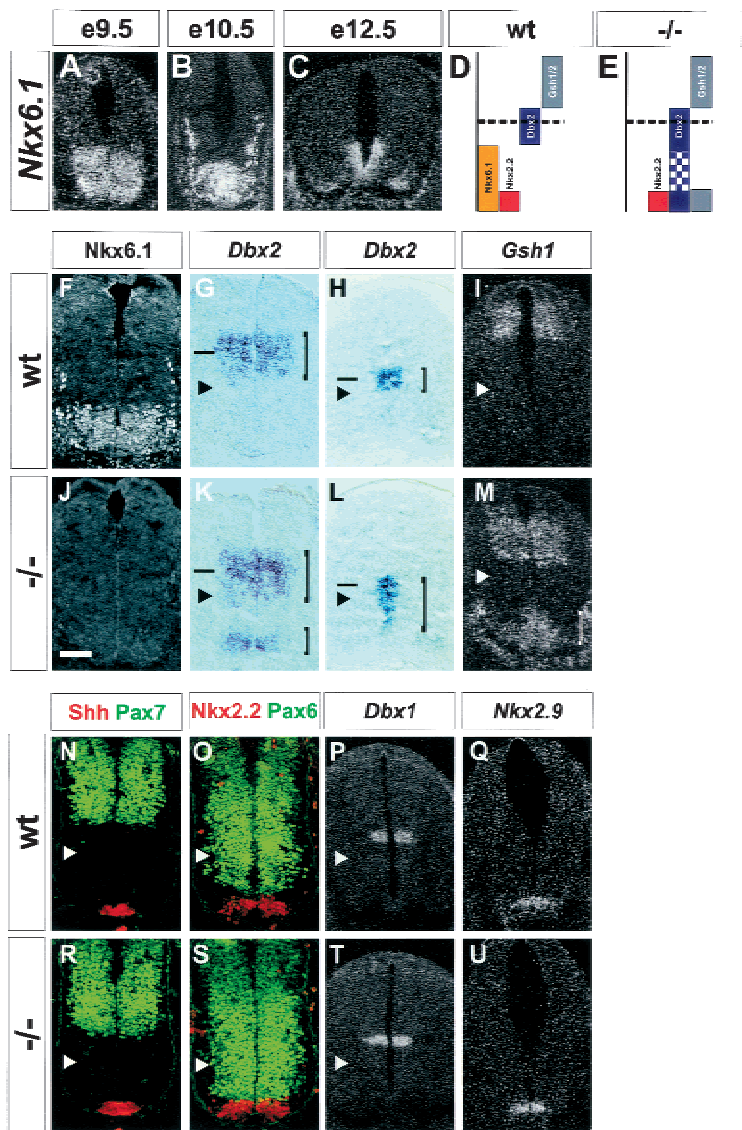 e9.5 e10.5 e12.5 wt -/-
Nkx6.1
A B C D E
Nkx6.1 Nkx2.2 Dbx2 Gsh1/2
Nkx2.2 Dbx2 Gsh1/2
Nkx6.1 Dbx2 Dbx2 Gsh1
wt
F G H I
-/-
J K L M
Shh Pax7 Nkx2.2 Pax6 Dbx1 Nkx2.9
wt
N O P Q
-/-
R S T U